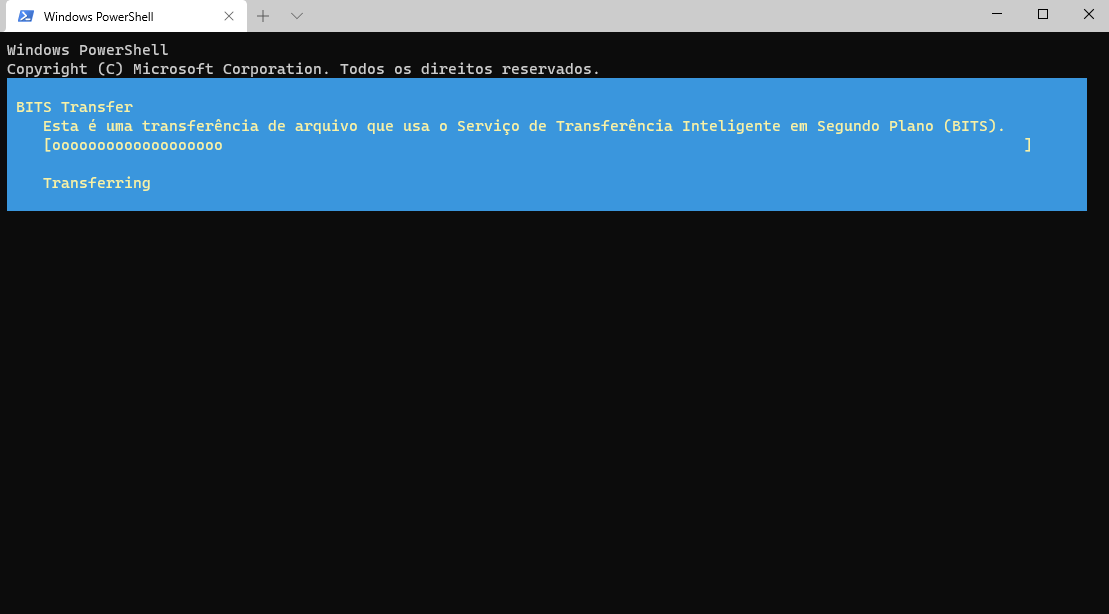 Windows PowerShell
Windows PowerShell
Copyright (C) Microsoft Corporation. Todos os direitos reservados.
BITS Transfer
Esta é uma transferência de arquivo que usa o Serviço de Transferência Inteligente em Segundo Plano (BITS).
[ooooooooooooooooooo ]
Transferring